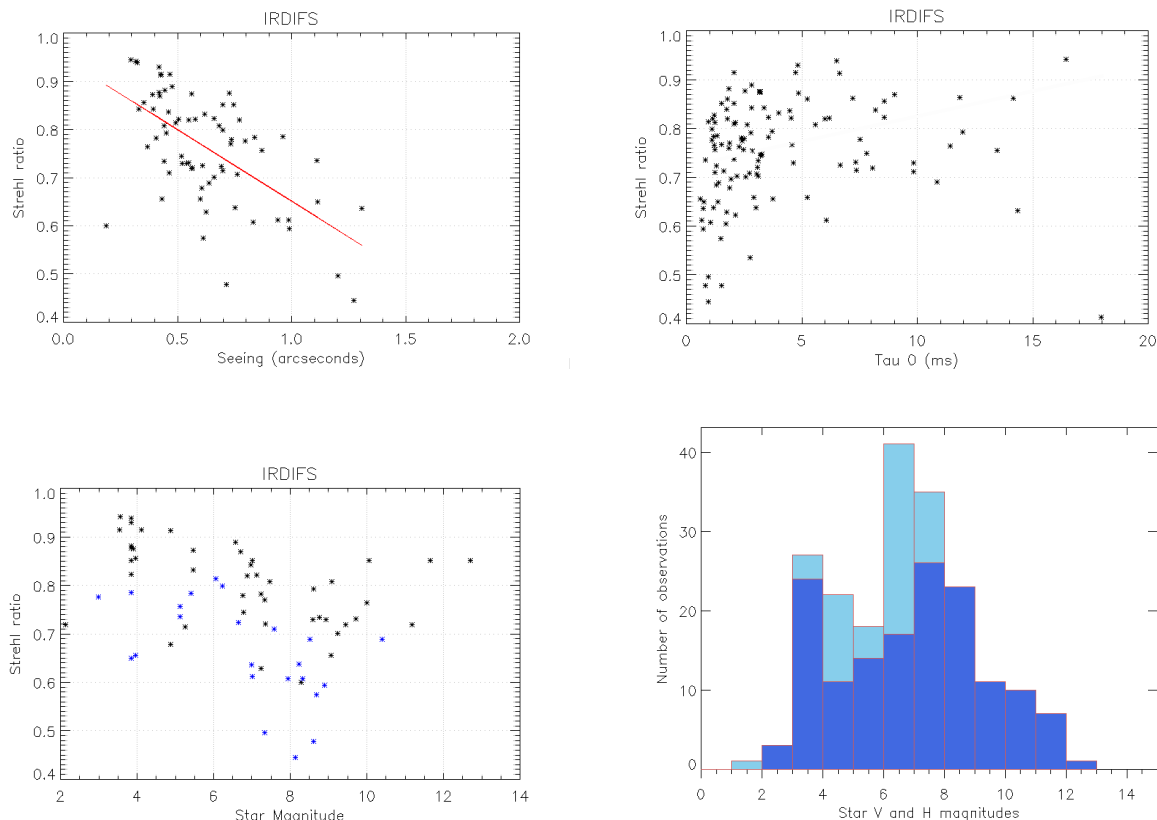 IRDIFS
1.0
0.9
0.8
0.7
0.6
0.5
0.4
Strehl ratio
0.0 0.5 1.0 1.5 2.0
Seeing (arcseconds)
IRDIFS
1.0
0.9
0.8
0.7
0.6
0.5
0.4
Strehl ratio
0 5 10 15 20
Tau 0 (ms)
IRDIFS
1.0
0.9
0.8
0.7
0.6
0.5
0.4
Strehl ratio
2 4 6 8 10 12 14
Star Magnitude
40
30
20
10
0
Number of observations
0 2 4 6 8 10 12 14
Star V and H magnitudes